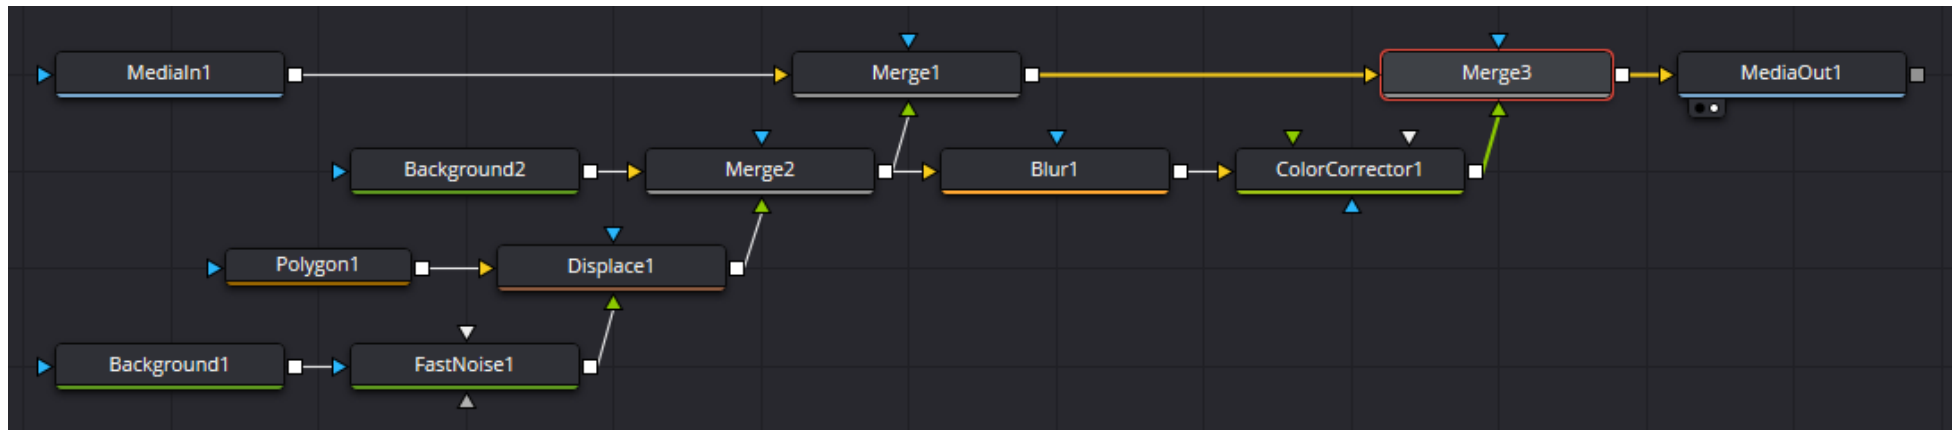 MediaIn1
Merge1
Merge3
MediaOut1
Background2
Merge2
Blur1
ColorCorrector1
Polygon1
Displace1
Background1
FastNoise1